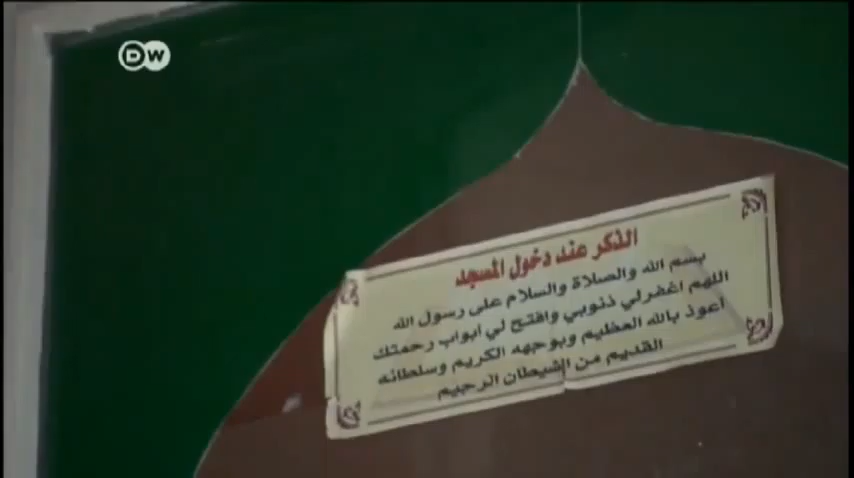 DW
الذكر عند دخول المسجد
بسم الله والصلاة والسلام على رسول الله
اللهم اغفرلي ذنوبي وافتح لي ابواب رحمتك
اعوذ بالله العظيم وبوجهه الكريم وسلطانه
القديم من الشيطان الرجيم